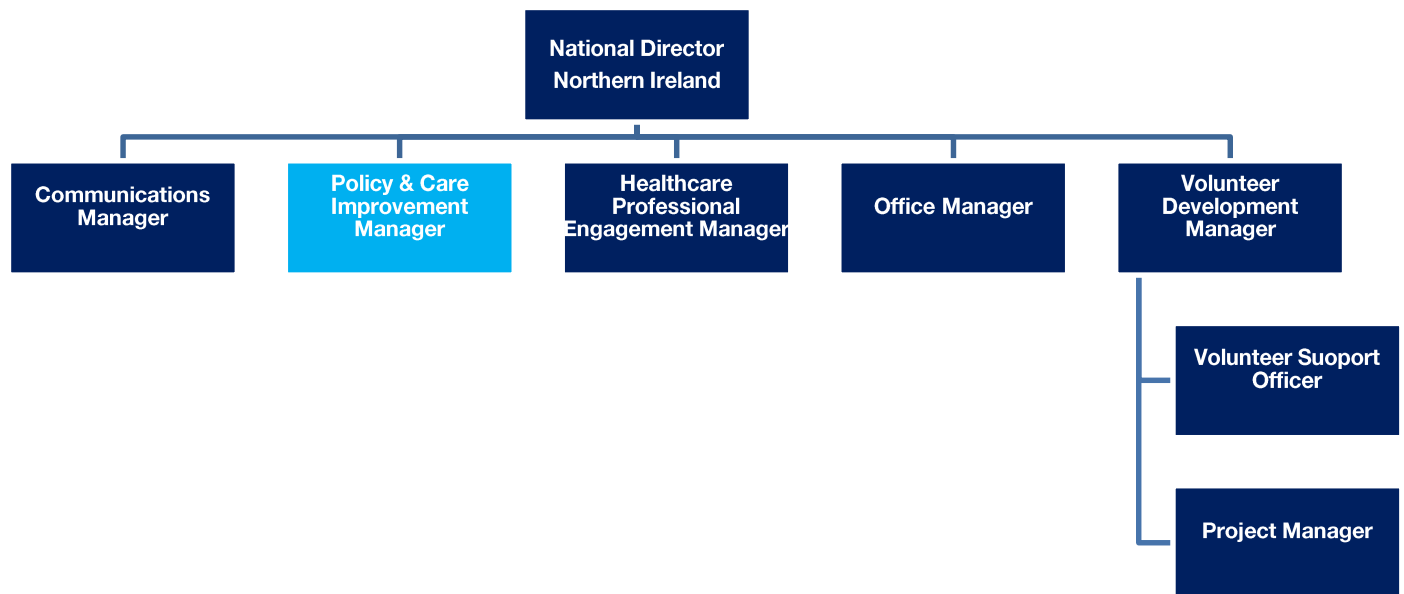 National Director
Northern Ireland
Communications
Manager
Policy & Care
Improvement
Manager
Healthcare
Professional
Engagement Manager
Office Manager
Volunteer
Development
Manager
Volunteer Suoport
Officer
Project Manager